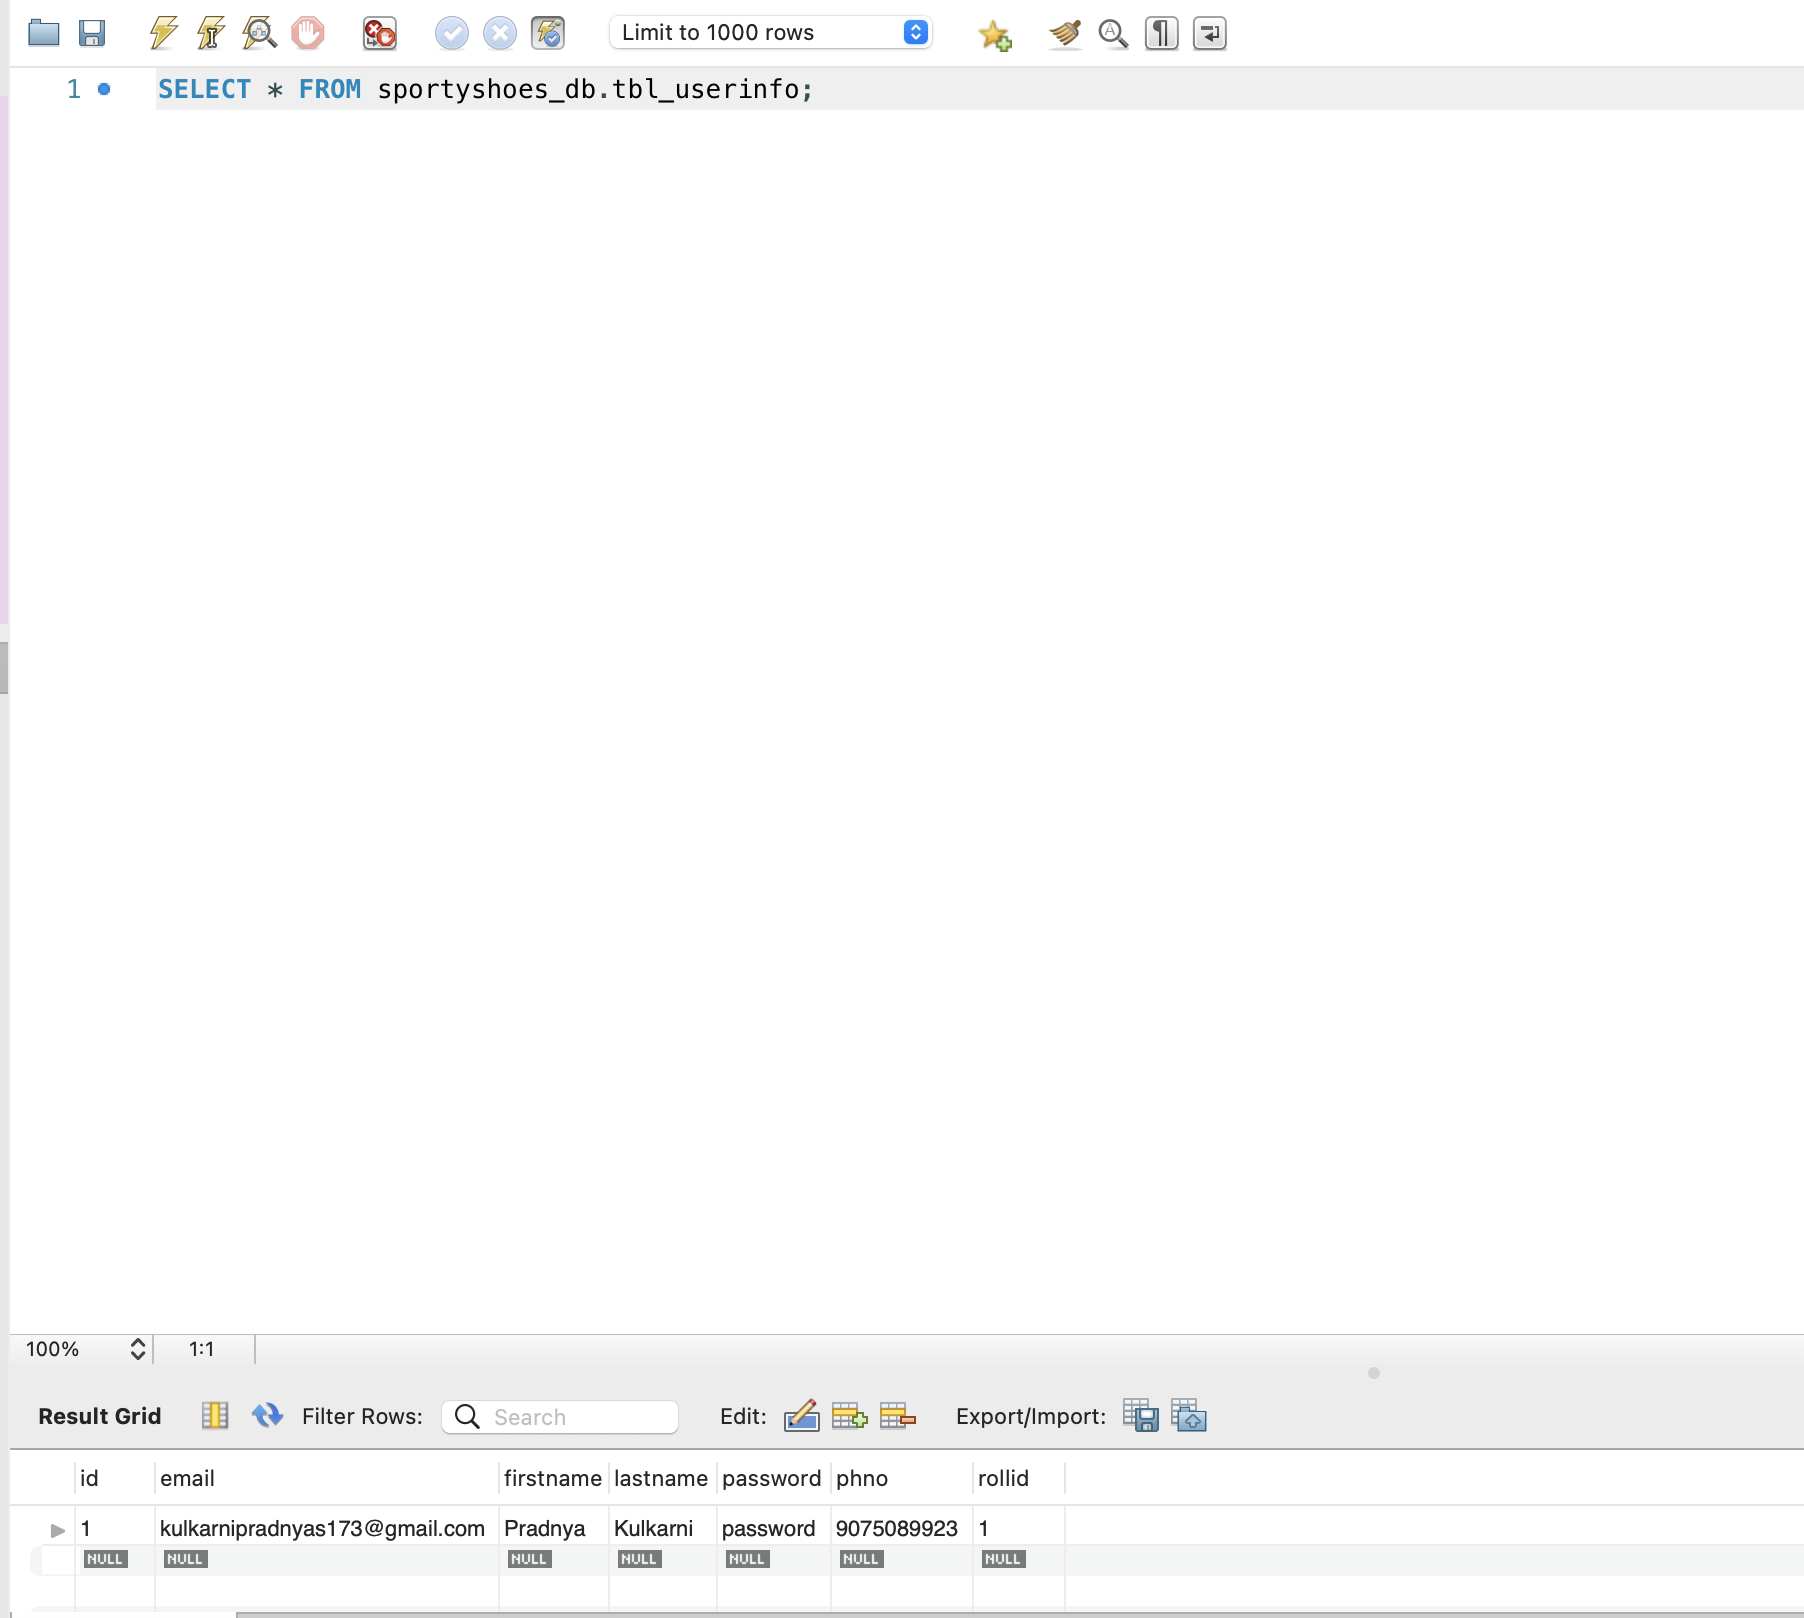 Limit to 1000 rows
1 SELECT * FROM sportyshoes_db.tbl_userinfo;
100% 1:1
Result Grid Filter Rows: Search Edit: Export/Import:
id email firstname lastname password phno rollid
1 kulkarnipradnyas173@gmail.com Pradnya Kulkarni password 9075089923 1
NULL NULL NULL NULL NULL NULL NULL